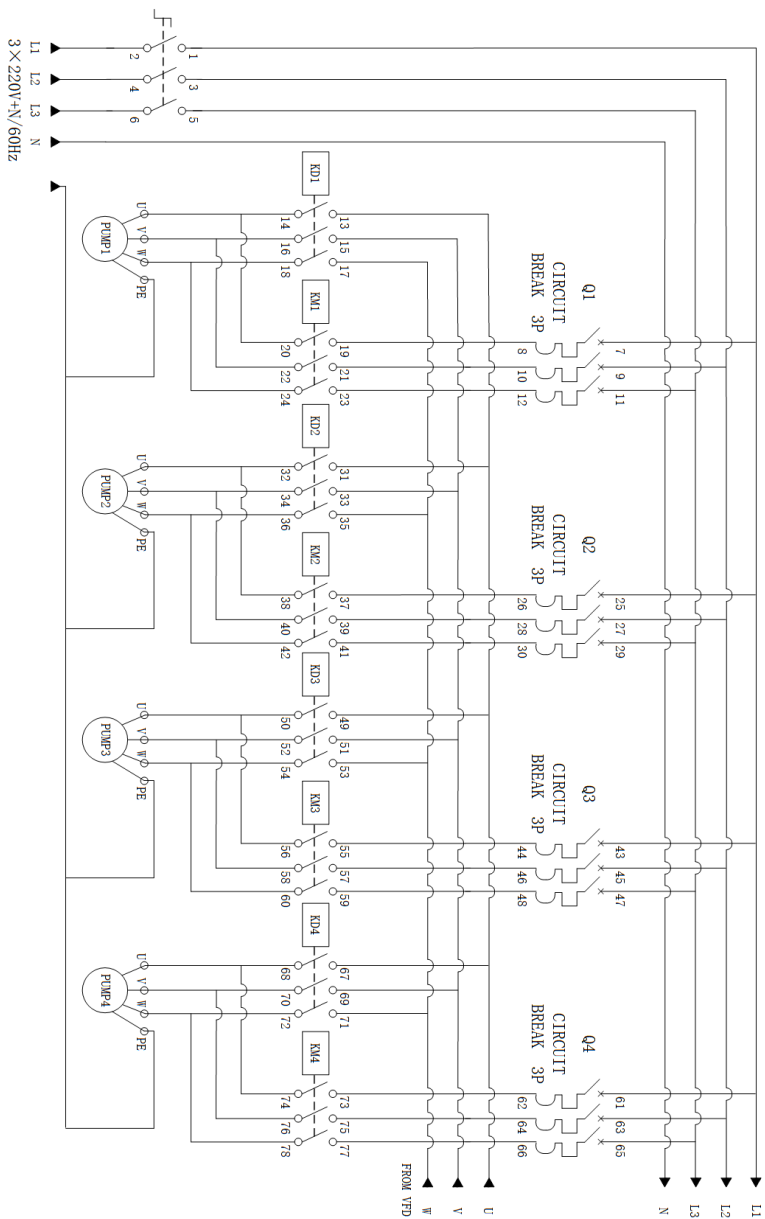 L1
L2
L3
N
7 9 11 25 27 29 43 45 47 61 63 65
Q1 Q2 Q3 Q4
CIRCUIT CIRCUIT CIRCUIT CIRCUIT
BREAK 3P BREAK 3P BREAK 3P BREAK 3P
8 10 12 26 28 30 44 46 48 62 64 66
U
V
W
FROM VFD
13 15 17 19 21 23 31 33 35 37 39 41 49 51 53 55 57 59 67 69 71 73 75 77
KD1 KM1 KD2 KM2 KD3 KM3 KD4 KM4
14 16 18 20 22 24 32 34 36 38 40 42 50 52 54 56 58 60 68 70 72 74 76 78
1 3 5
2 4 6
U V W PE U V W PE U V W PE U V W PE
PUMP1 PUMP2 PUMP3 PUMP4
L1 L2 L3 N
3×220V+N/60Hz